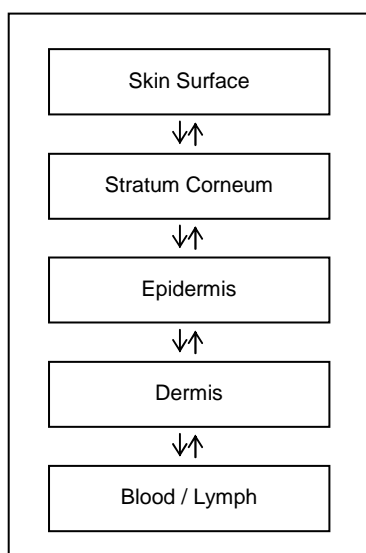 Skin Surface
Stratum Corneum
Epidermis
Dermis
Blood / Lymph